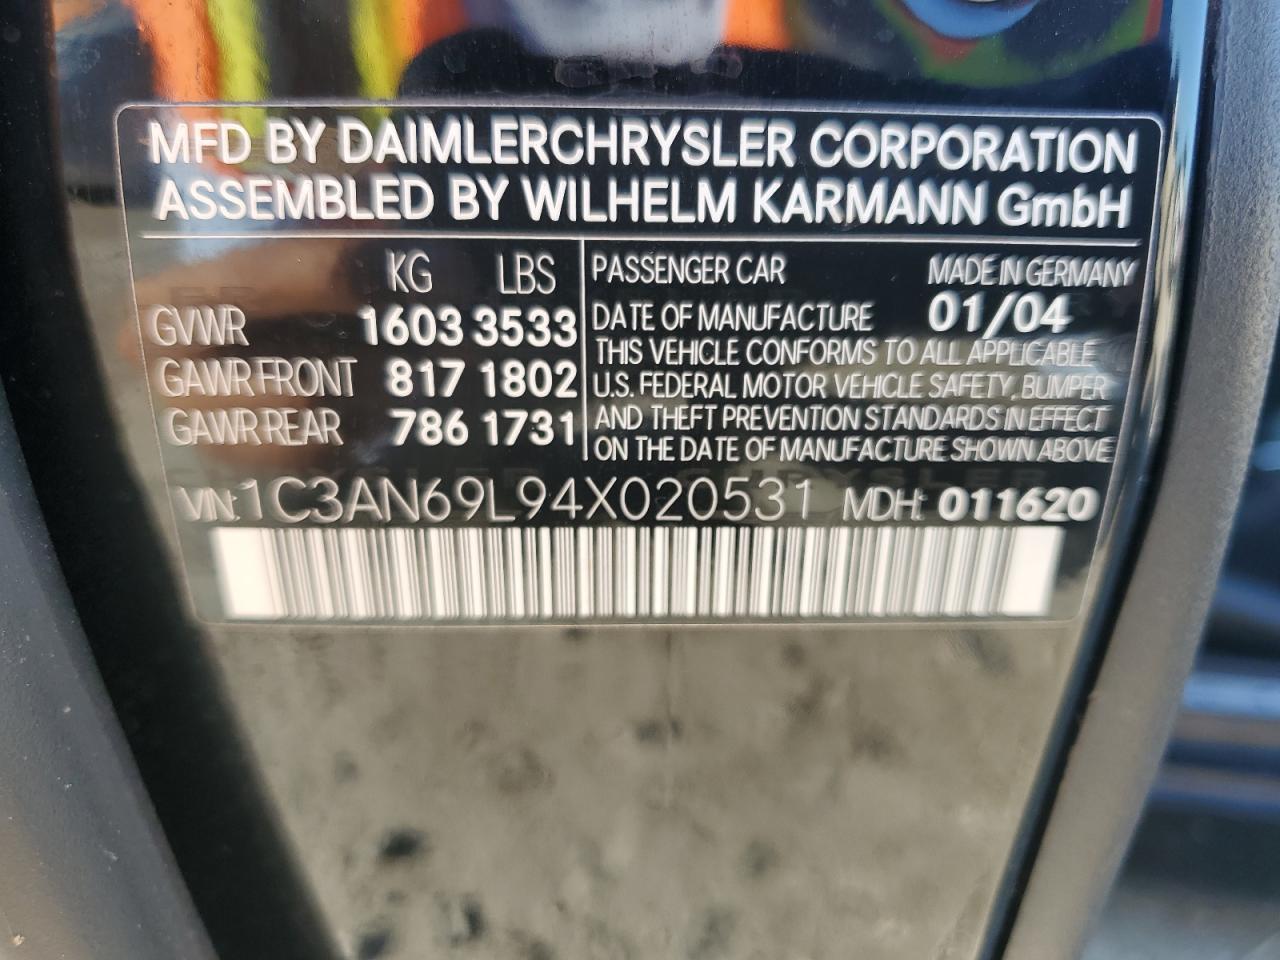 MFD BY DAIMLERCHRYSLER CORPORATION
ASSEMBLED BY WILHELM KARMANN GmbH
KG LBS
GVWR 1603 3533
GAWR FRONT 817 1802
GAWR REAR 786 1731
PASSENGER CAR MADE IN GERMANY
DATE OF MANUFACTURE 01/04
THIS VEHICLE CONFORMS TO ALL APPLICABLE
U.S. FEDERAL MOTOR VEHICLE SAFETY, BUMPER
AND THEFT PREVENTION STANDARDS IN EFFECT
ON THE DATE OF MANUFACTURE SHOWN ABOVE
VIN: 1C3AN69L94X020531 MDH: 011620